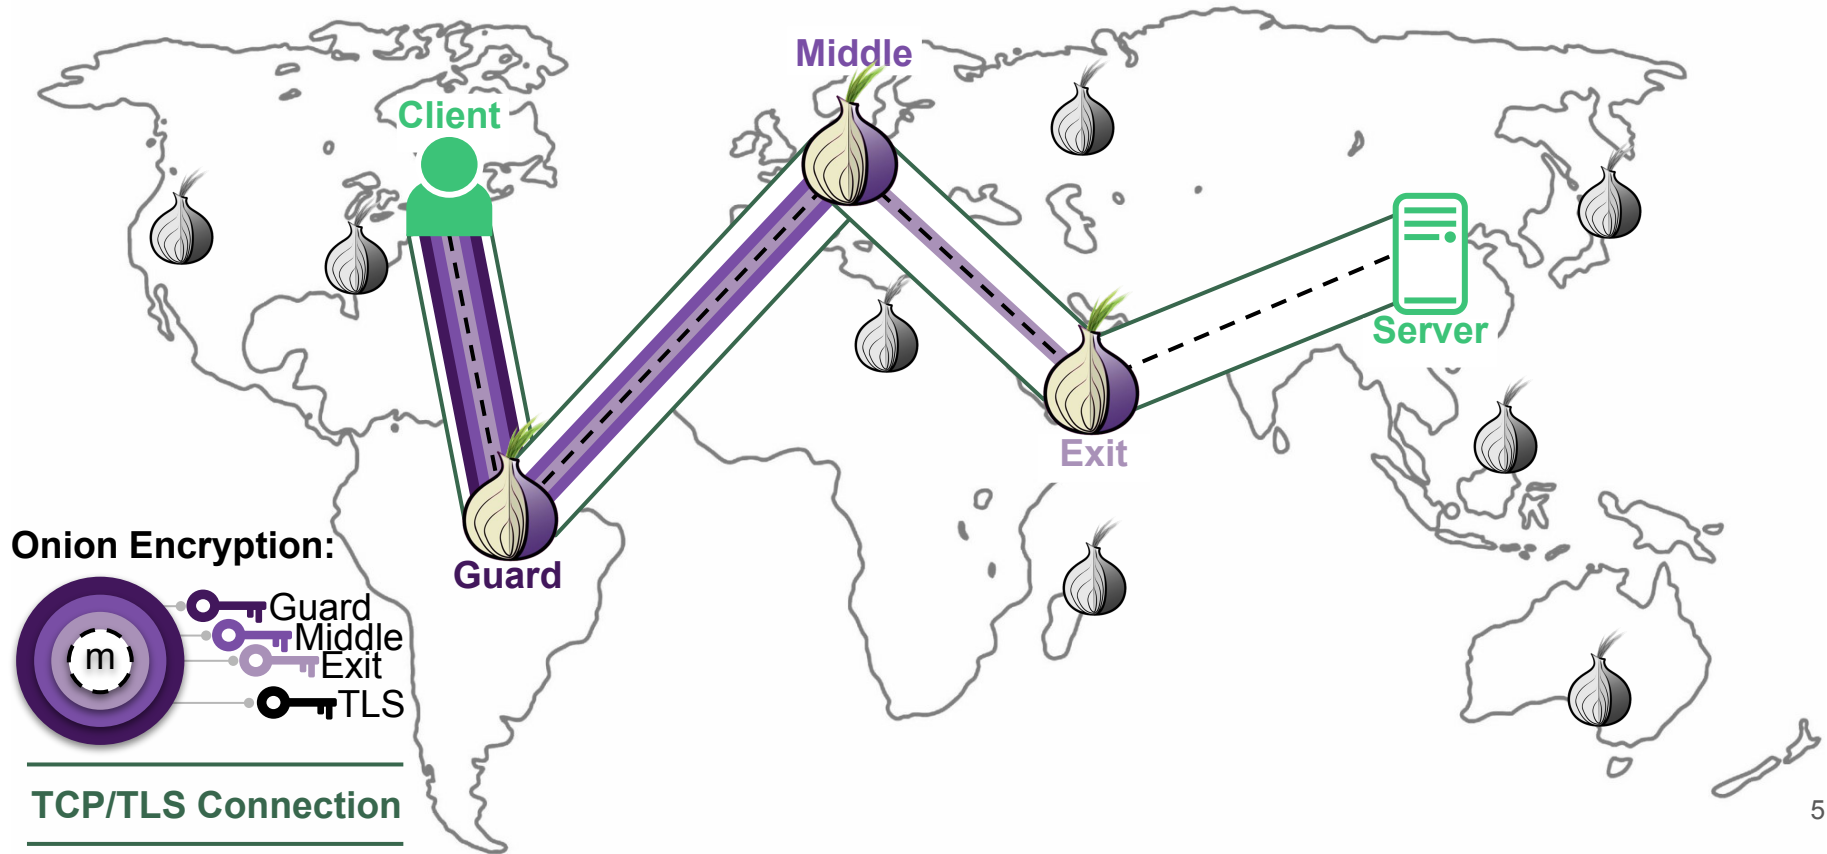 Middle
Client
Server
Exit
Guard
Onion Encryption:
m
Guard
Middle
Exit
TLS
TCP/TLS Connection
5